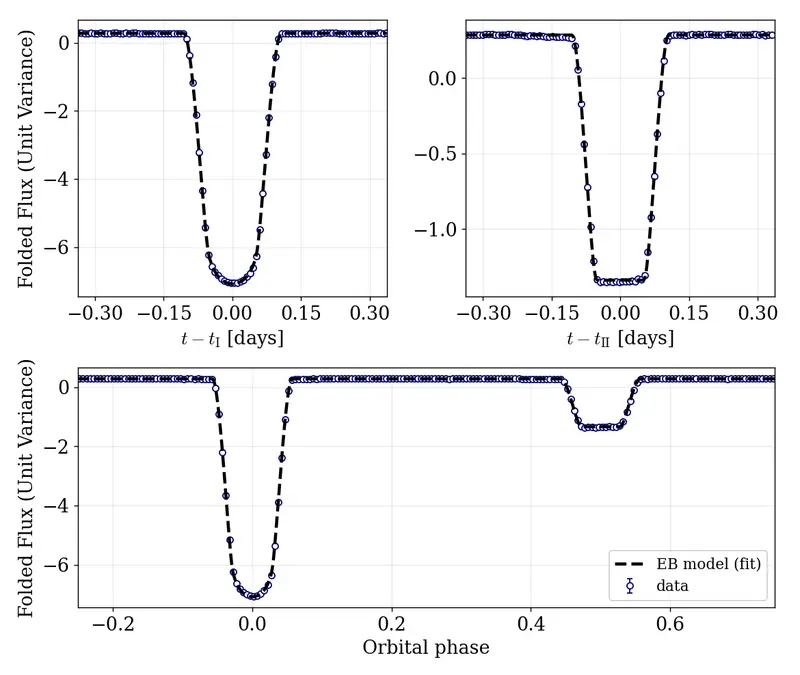 Folded Flux (Unit Variance)
0
−2
−4
−6
−0.30 −0.15 0.00 0.15 0.30
t − t_I [days]
0.0
−0.5
−1.0
−0.30 −0.15 0.00 0.15 0.30
t − t_II [days]
Folded Flux (Unit Variance)
0
−2
−4
−6
−0.2 0.0 0.2 0.4 0.6
Orbital phase
EB model (fit)
data